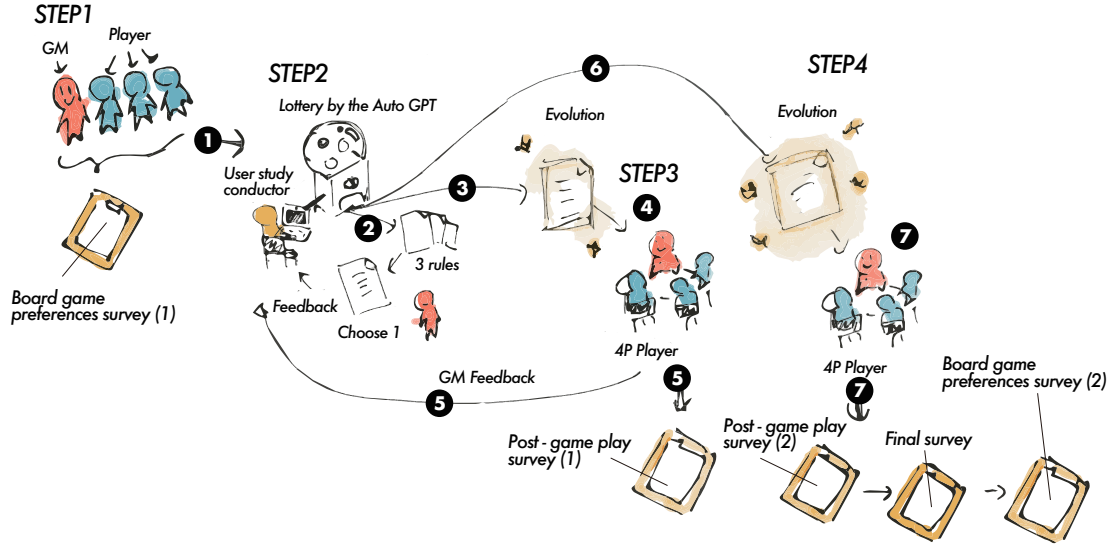 STEP1
GM
Player
1
Board game
preferences survey (1)
STEP2
Lottery by the Auto GPT
User study
conductor
2
3 rules
Choose 1
Feedback
3
Evolution
STEP3
4
4P Player
5
GM Feedback
5
Post - game play
survey (1)
6
STEP4
Evolution
7
4P Player
7
Post - game play
survey (2)
Final survey
Board game
preferences survey (2)